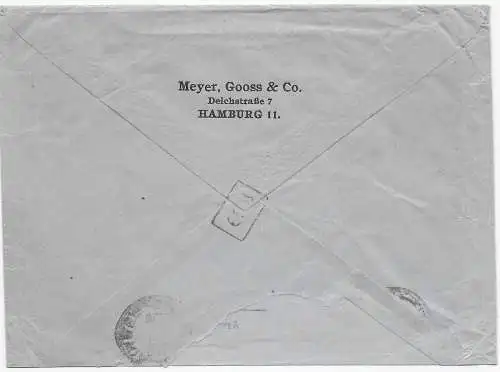 Meyer, Gooss & Co.
Deichstraße 7
HAMBURG 11.